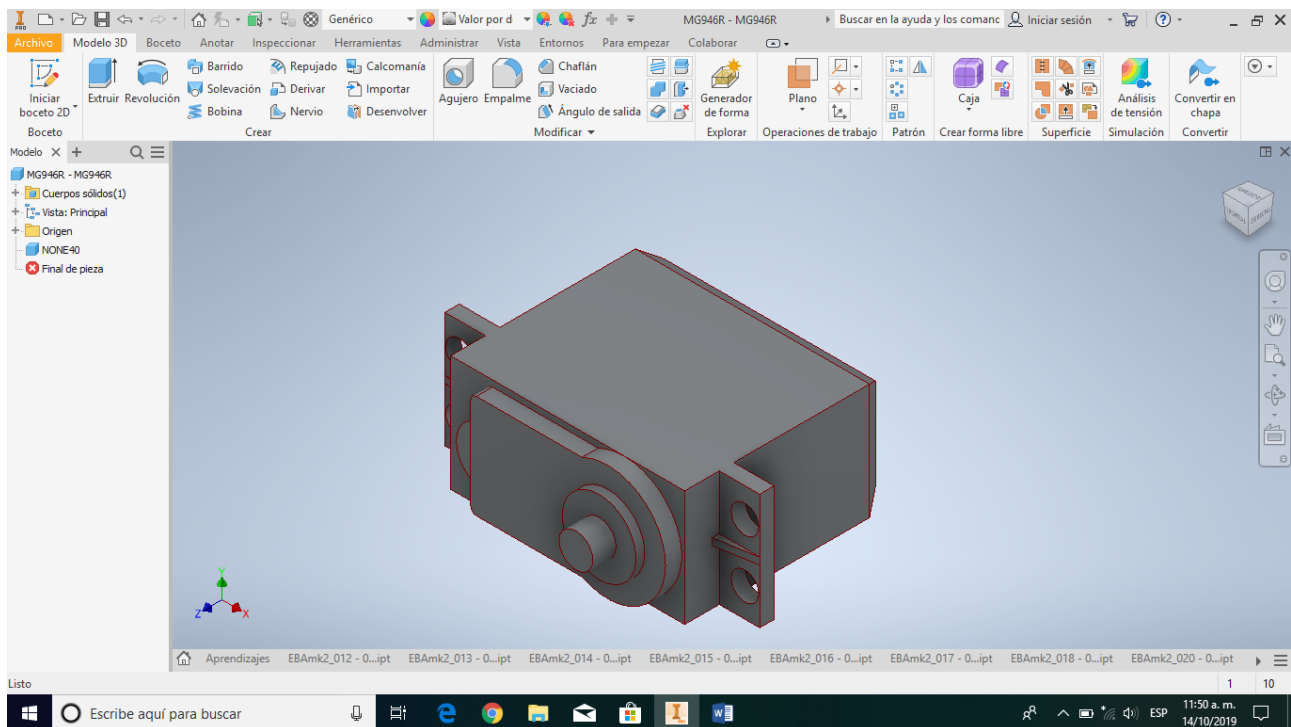 PRO
Genérico
Valor por d
fx
MG946R - MG946R
Buscar en la ayuda y los comanc
Iniciar sesión
Archivo Modelo 3D Boceto Anotar Inspeccionar Herramientas Administrar Vista Entornos Para empezar Colaborar
Iniciar
boceto 2D
Extruir
Revolución
Barrido
Solevación
Bobina
Repujado
Derivar
Nervio
Calcomanía
Importar
Desenvolver
Agujero
Empalme
Chaflán
Vaciado
Ángulo de salida
Generador
de forma
Plano
Caja
Análisis
de tensión
Convertir en
chapa
Boceto Crear Modificar Explorar Operaciones de trabajo Patrón Crear forma libre Superficie Simulación Convertir
Modelo
MG946R - MG946R
Cuerpos sólidos(1)
Vista: Principal
Origen
NONE40
Final de pieza
Y
Z
X
Aprendizajes EBAmk2_012 - 0...ipt EBAmk2_013 - 0...ipt EBAmk2_014 - 0...ipt EBAmk2_015 - 0...ipt EBAmk2_016 - 0...ipt EBAmk2_017 - 0...ipt EBAmk2_018 - 0...ipt EBAmk2_020 - 0...ipt
Listo
1 10
Escribe aquí para buscar
ESP
11:50 a. m.
14/10/2019